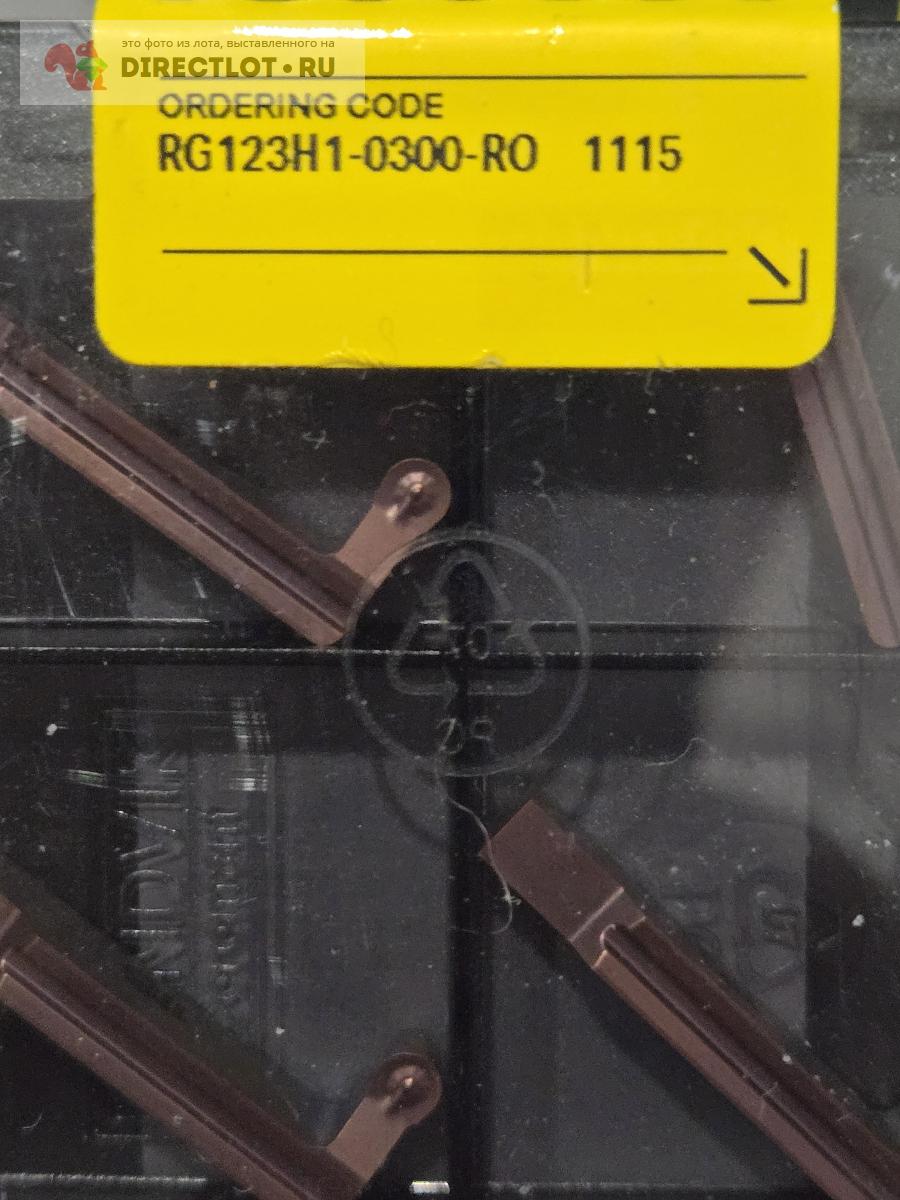 это фото из лота, выставленного на
DIRECTLOT.RU
ORDERING CODE
RG123H1-0300-RO 1115